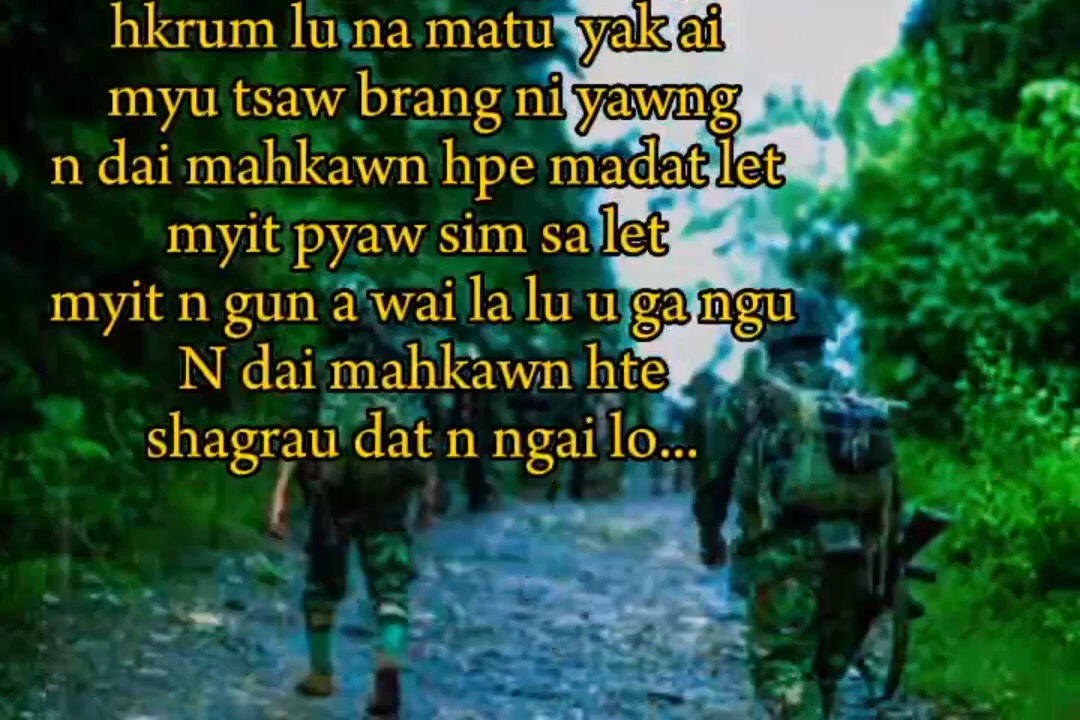 hkrum lu na matu yak ai
myu tsaw brang ni yawng
n dai mahkawn hpe madat let
myit pyaw sim sa let
myit n gun a wai la lu u ga ngu
N dai mahkawn hte
shagrau dat n ngai lo...